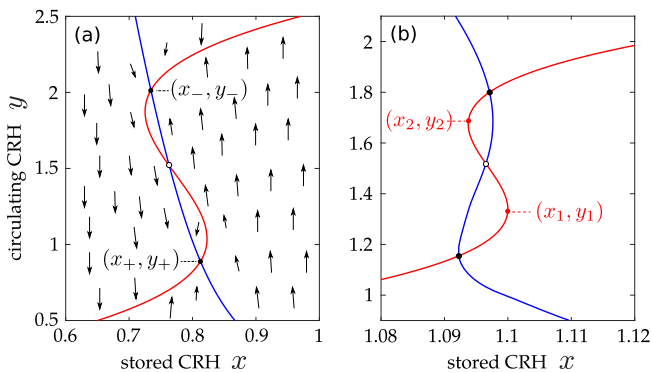 (a)
2.5
2
1.5
1
0.5
0.6 0.7 0.8 0.9 1
circulating CRH y
stored CRH x
(x₋, y₋)
(x₊, y₊)
(b)
2
1.8
1.6
1.4
1.2
1
1.08 1.09 1.1 1.11 1.12
stored CRH x
(x₂, y₂)
(x₁, y₁)